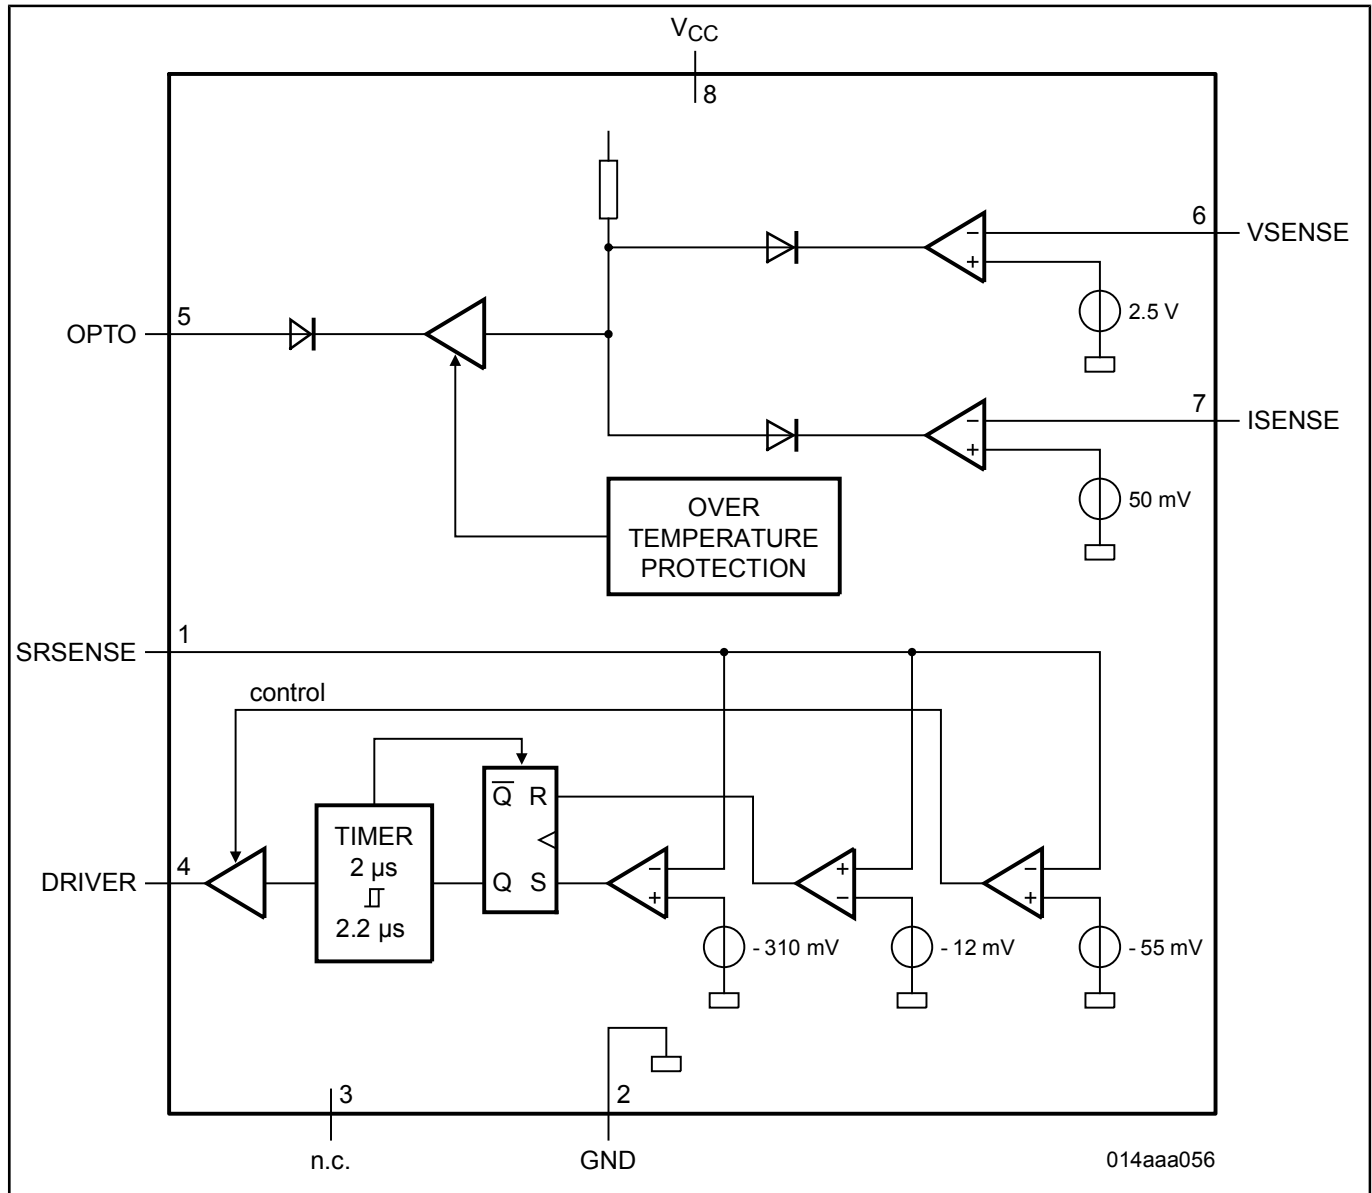 VCC
8
6
VSENSE
2.5 V
5
OPTO
7
ISENSE
50 mV
OVER
TEMPERATURE
PROTECTION
1
SRSENSE
control
Q R
Q S
TIMER
2 µs
2.2 µs
4
DRIVER
- +
+ -
- +
- +
- +
- 310 mV
- 12 mV
- 55 mV
3
n.c.
2
GND
014aaa056